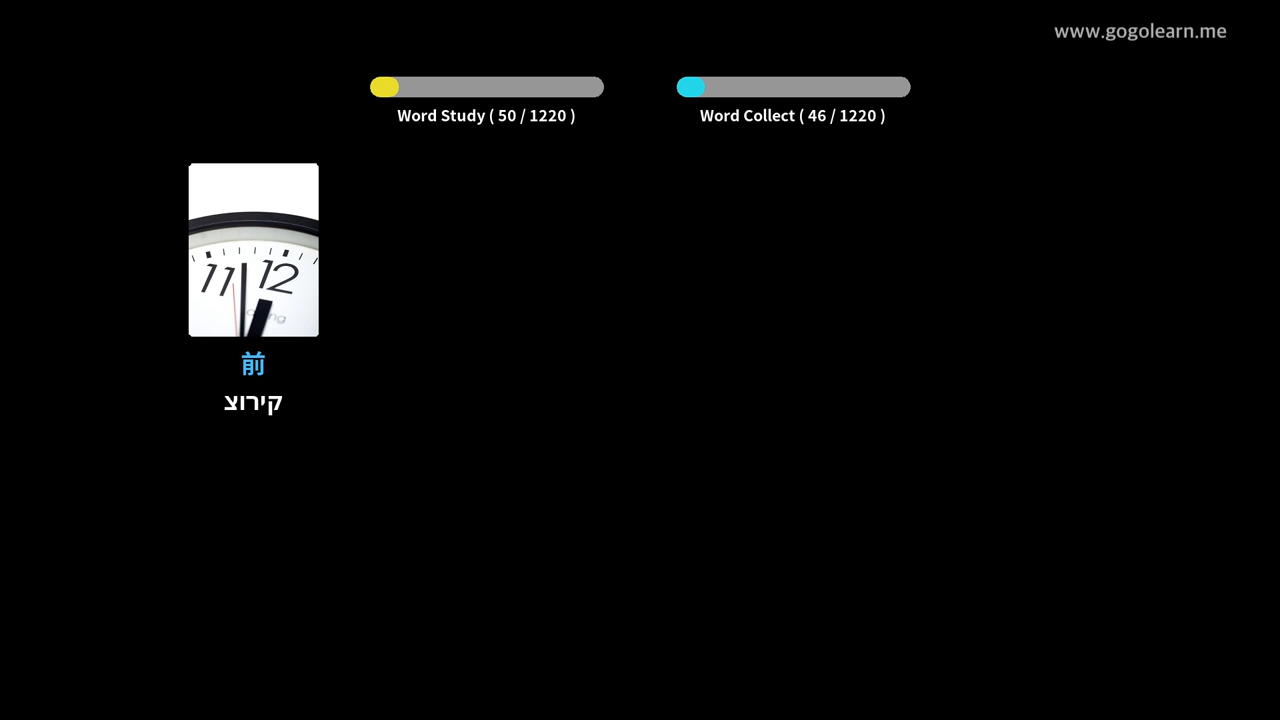 www.gogolearn.me
Word Study ( 50 / 1220 )
Word Collect ( 46 / 1220 )
11 12
前
קירוצ